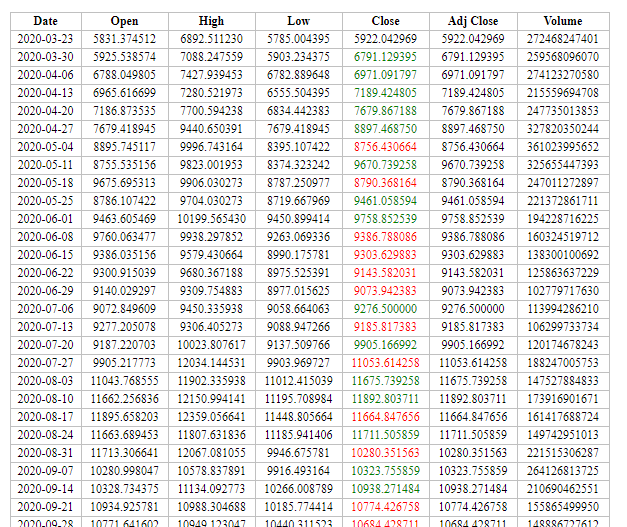 Date Open High Low Close Adj Close Volume
2020-03-23 5831.374512 6892.511230 5785.004395 5922.042969 5922.042969 272468247401
2020-03-30 5925.538574 7088.247559 5903.234375 6791.129395 6791.129395 259568096070
2020-04-06 6788.049805 7427.939453 6782.889648 6971.091797 6971.091797 274123270580
2020-04-13 6965.616699 7280.521973 6555.504395 7189.424805 7189.424805 215559694708
2020-04-20 7186.873535 7700.594238 6834.442383 7679.867188 7679.867188 247735013853
2020-04-27 7679.418945 9440.650391 7679.418945 8897.468750 8897.468750 327820350244
2020-05-04 8895.745117 9996.743164 8395.107422 8756.430664 8756.430664 361023995652
2020-05-11 8755.535156 9823.001953 8374.323242 9670.739258 9670.739258 325655447393
2020-05-18 9675.695313 9906.030273 8787.250977 8790.368164 8790.368164 247011272897
2020-05-25 8786.107422 9704.030273 8719.667969 9461.058594 9461.058594 221372861711
2020-06-01 9463.605469 10199.565430 9450.899414 9758.852539 9758.852539 194228716225
2020-06-08 9760.063477 9938.297852 9263.069336 9386.788086 9386.788086 160324519712
2020-06-15 9386.035156 9579.430664 8990.175781 9303.629883 9303.629883 138300100692
2020-06-22 9300.915039 9680.367188 8975.525391 9143.582031 9143.582031 125863637229
2020-06-29 9140.029297 9309.754883 8977.015625 9073.942383 9073.942383 102779717630
2020-07-06 9072.849609 9450.335938 9058.664063 9276.500000 9276.500000 113994286210
2020-07-13 9277.205078 9306.405273 9088.947266 9185.817383 9185.817383 106299733734
2020-07-20 9187.220703 10023.807617 9137.509766 9905.166992 9905.166992 120174678243
2020-07-27 9905.217773 12034.144531 9903.969727 11053.614258 11053.614258 188247005753
2020-08-03 11043.768555 11902.335938 11012.415039 11675.739258 11675.739258 147527884833
2020-08-10 11662.256836 12150.994141 11195.708984 11892.803711 11892.803711 173916901671
2020-08-17 11895.658203 12359.056641 11448.805664 11664.847656 11664.847656 161417688724
2020-08-24 11663.689453 11807.631836 11185.941406 11711.505859 11711.505859 149742951013
2020-08-31 11713.306641 12067.081055 9946.675781 10280.351563 10280.351563 221515306287
2020-09-07 10280.998047 10578.837891 9916.493164 10323.755859 10323.755859 264126813725
2020-09-14 10328.734375 11134.092773 10266.008789 10938.271484 10938.271484 210690462551
2020-09-21 10934.925781 10988.304688 10185.774414 10774.426758 10774.426758 155865499950
2020-09-28 10771.641602 10949.123047 10440.311523 10684.428711 10684.428711 148886727612